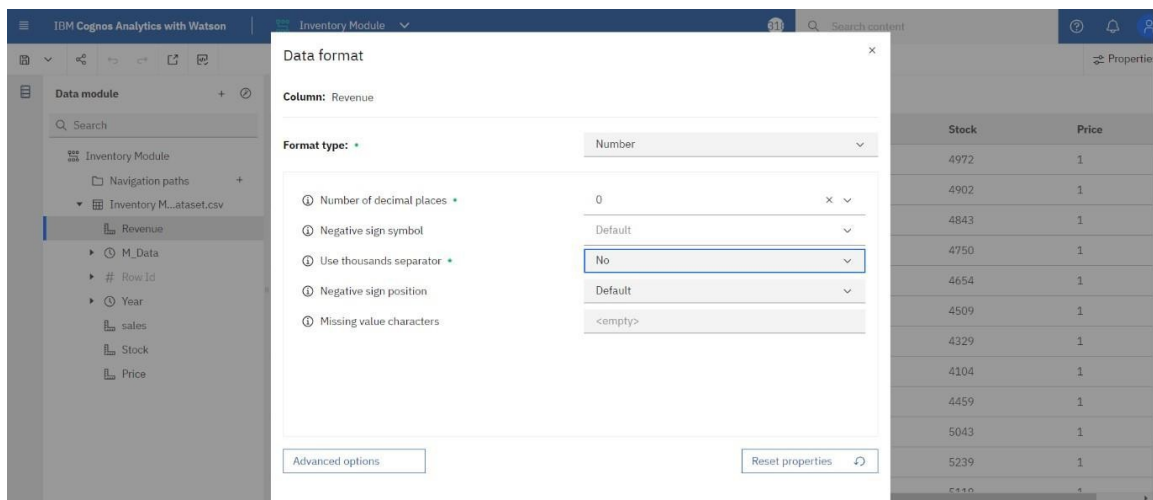 IBM Cognos Analytics with Watson
Inventory Module
Search content
Data format
Propertie
Data module
Column: Revenue
Search
Stock Price
Format type: Number
Inventory Module
4972 1
Navigation paths
4902 1
Number of decimal places 0
Inventory M...ataset.csv
4843 1
Revenue
Negative sign symbol Default
M_Data
4750 1
Use thousands separator No
# Row Id
4654 1
Negative sign position Default
Year
4509 1
Missing value characters <empty>
sales
4329 1
Stock
4104 1
Price
4459 1
5043 1
Advanced options Reset properties
5239 1